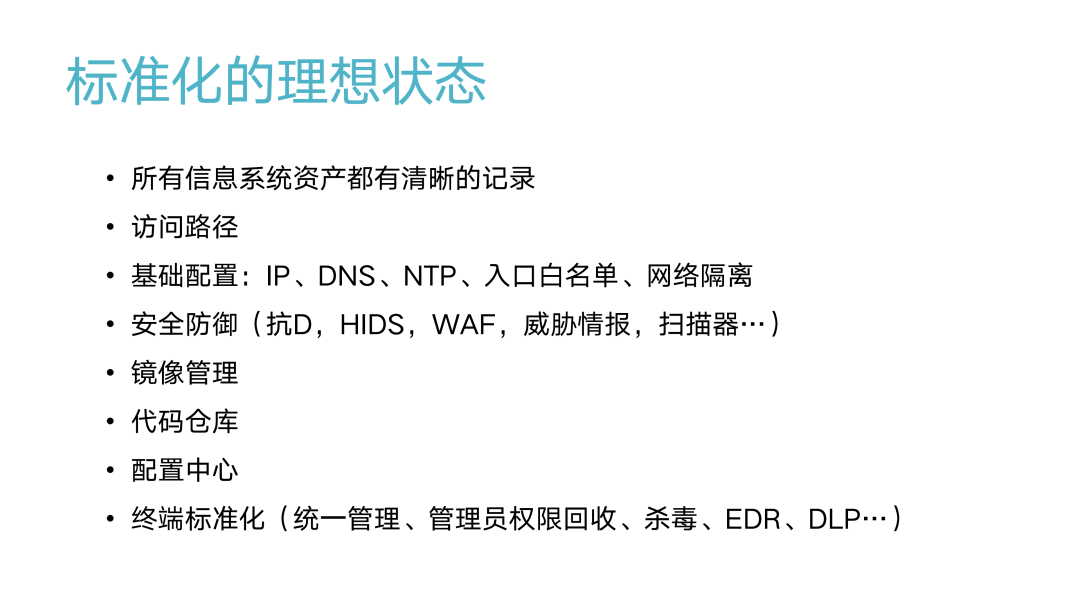 标准化的理想状态
• 所有信息系统资产都有清晰的记录
• 访问路径
• 基础配置：IP、DNS、NTP、入口白名单、网络隔离
• 安全防御（抗D，HIDS，WAF，威胁情报，扫描器…）
• 镜像管理
• 代码仓库
• 配置中心
• 终端标准化（统一管理、管理员权限回收、杀毒、EDR、DLP…）